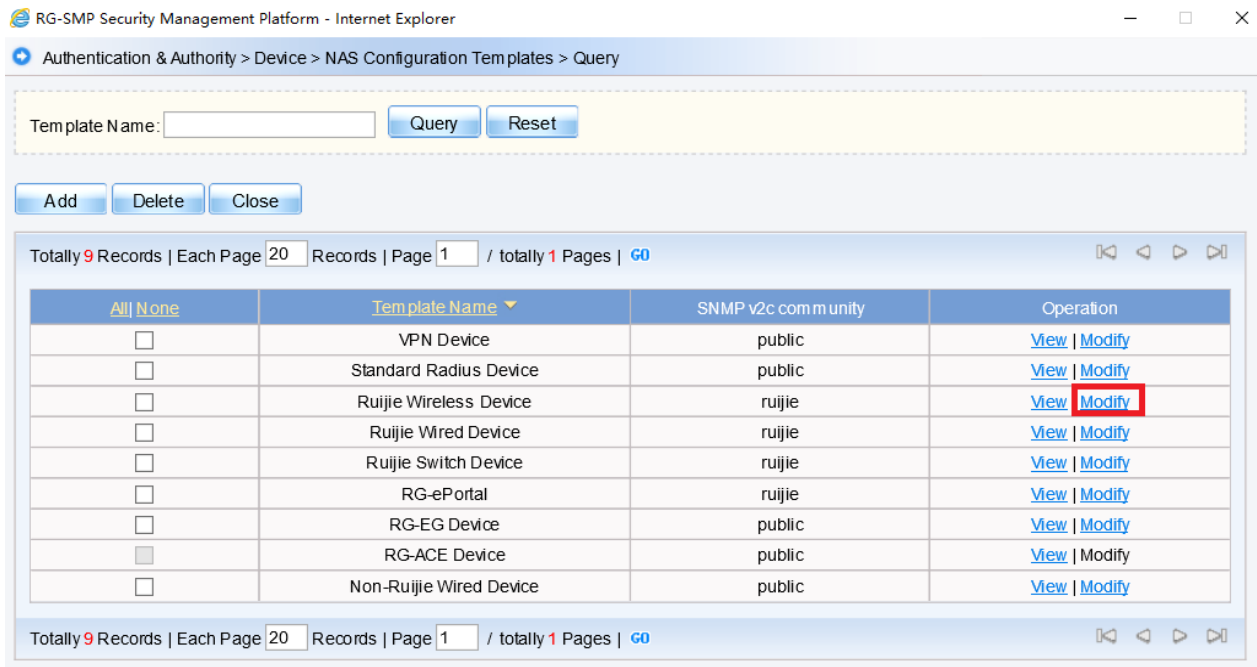 RG-SMP Security Management Platform - Internet Explorer
Authentication & Authority > Device > NAS Configuration Templates > Query
Template Name: Query Reset
Add Delete Close
Totally 9 Records | Each Page 20 Records | Page 1 / totally 1 Pages | GO
All| None Template Name SNMP v2c community Operation
VPN Device public View | Modify
Standard Radius Device public View | Modify
Ruijie Wireless Device ruijie View Modify
Ruijie Wired Device ruijie View | Modify
Ruijie Switch Device ruijie View | Modify
RG-ePortal ruijie View | Modify
RG-EG Device public View | Modify
RG-ACE Device public View | Modify
Non-Ruijie Wired Device public View | Modify
Totally 9 Records | Each Page 20 Records | Page 1 / totally 1 Pages | GO